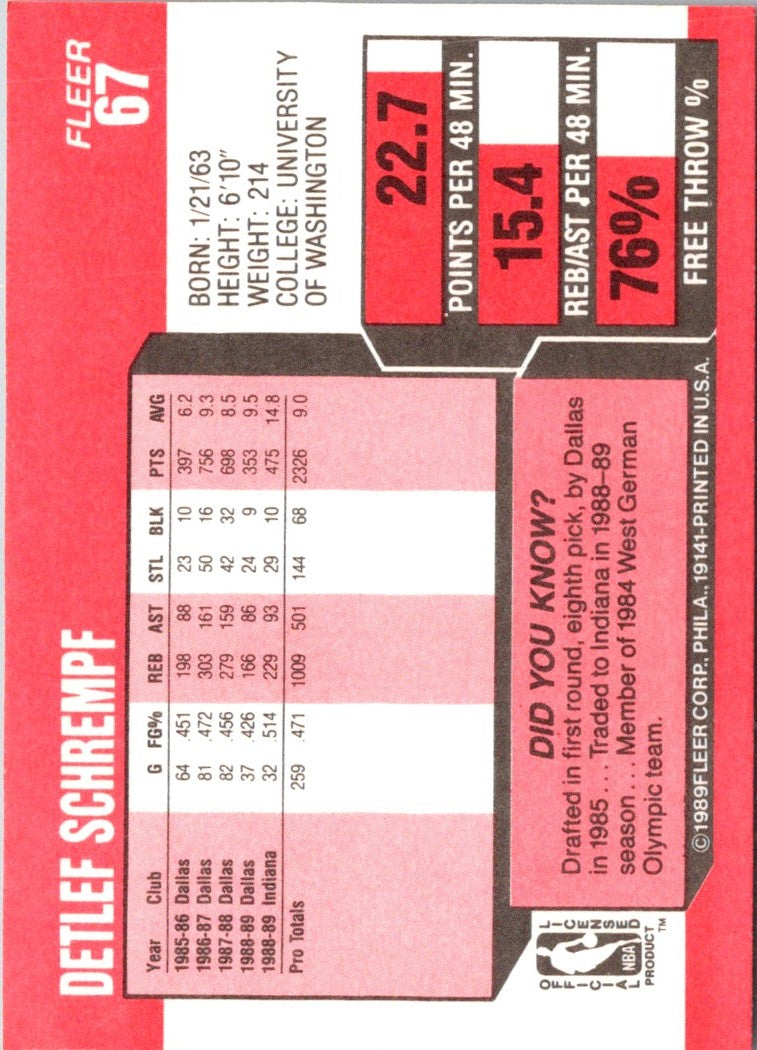 FLEER
67
DETLEF SCHREMPF
BORN: 1/21/63
HEIGHT: 6'10"
WEIGHT: 214
COLLEGE: UNIVERSITY
OF WASHINGTON
Year Club G FG% REB AST STL BLK PTS AVG
1985-86 Dallas 64 .451 198 88 23 10 397 6.2
1986-87 Dallas 81 .472 303 161 50 16 756 9.3
1987-88 Dallas 82 .456 279 159 42 32 698 8.5
1988-89 Dallas 37 .426 166 86 24 9 353 9.5
1988-89 Indiana 32 .514 229 93 29 10 475 14.8
Pro Totals 259 .471 1009 501 144 68 2326 9.0
22.7
POINTS PER 48 MIN.
15.4
REB/AST PER 48 MIN.
76%
FREE THROW %
DID YOU KNOW?
Drafted in first round, eighth pick, by Dallas
in 1985 . . . Traded to Indiana in 1988–89
season . . . Member of 1984 West German
Olympic team.
OFFICIAL LICENSED
NBA
PRODUCT™
©1989 FLEER CORP., PHILA., 19141-PRINTED IN U.S.A.